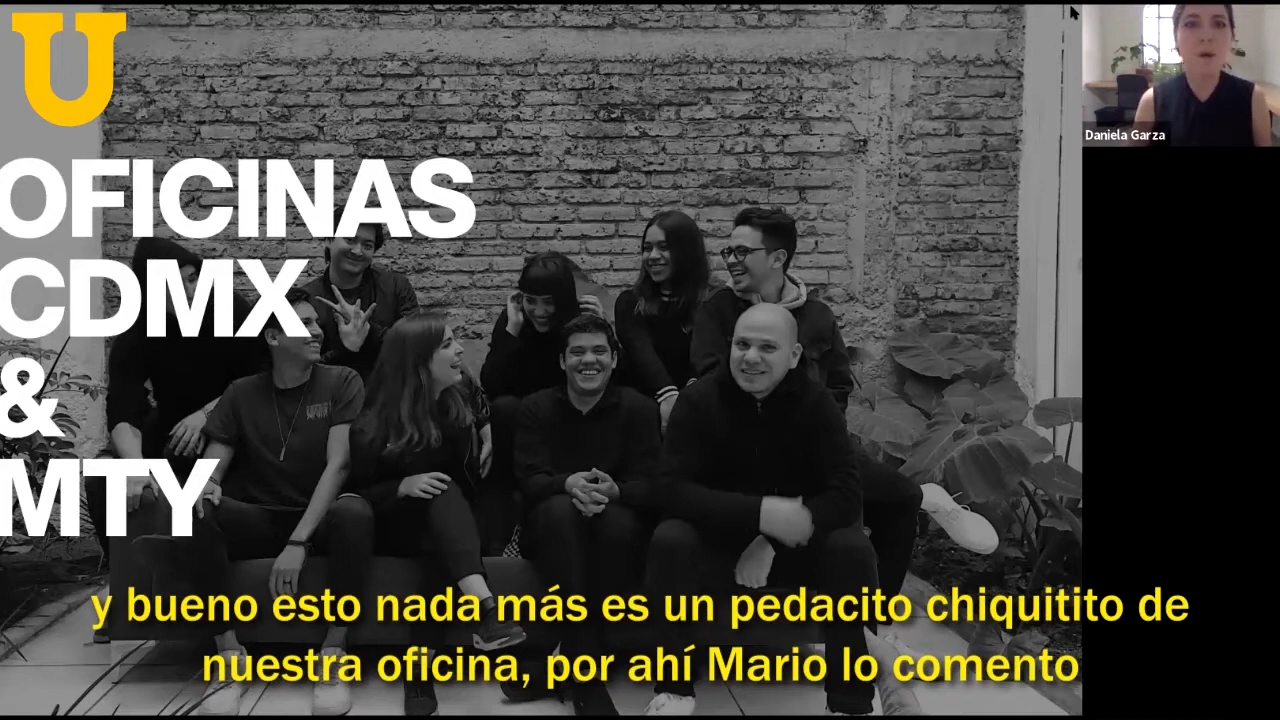 U
OFICINAS
CDMX
&
MTY
Daniela Garza
y bueno esto nada más es un pedacito chiquitito de
nuestra oficina, por ahí Mario lo comento